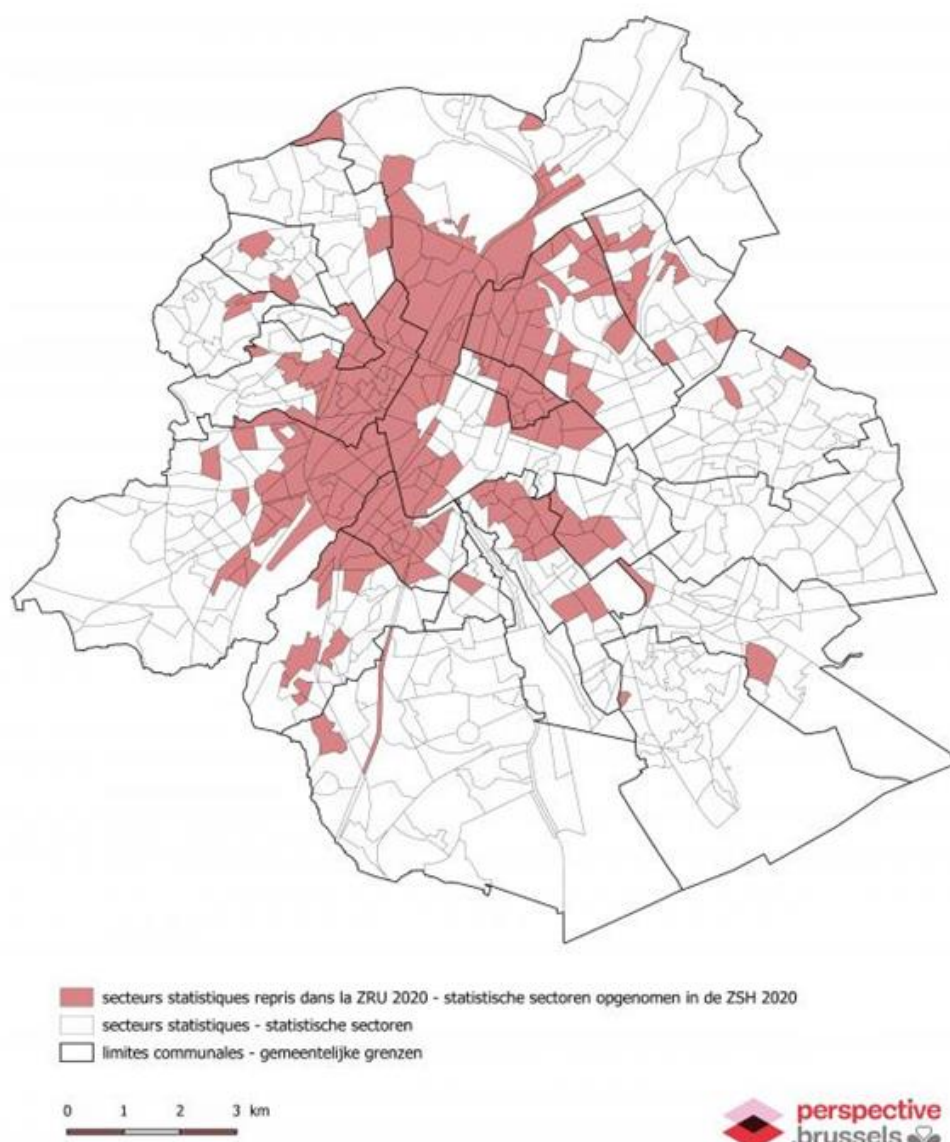 secteurs statistiques repris dans la ZRU 2020 - statistische sectoren opgenomen in de ZSH 2020
secteurs statistiques - statistische sectoren
limites communales - gemeentelijke grenzen
0 1 2 3 km
perspective
brussels